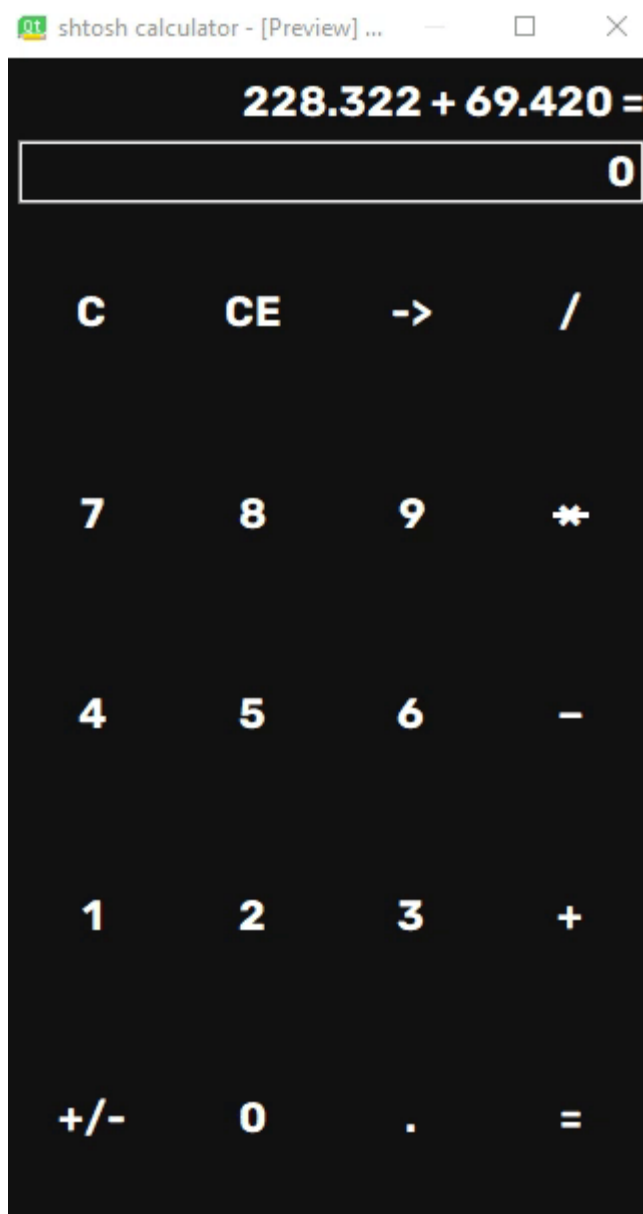 Qt shtosh calculator - [Preview] ...
228.322 + 69.420 =
0
C CE -> /
7 8 9 *
4 5 6 -
1 2 3 +
+/- 0 . =